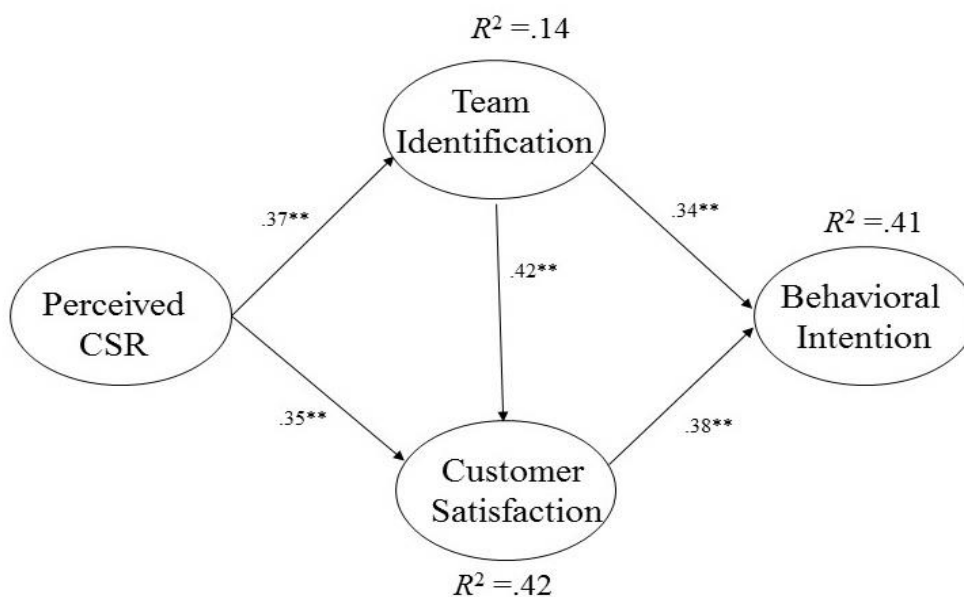 R² =.14
Team
Identification
.37**
.34**
R² =.41
.42**
Perceived
CSR
Behavioral
Intention
.35**
.38**
Customer
Satisfaction
R² =.42